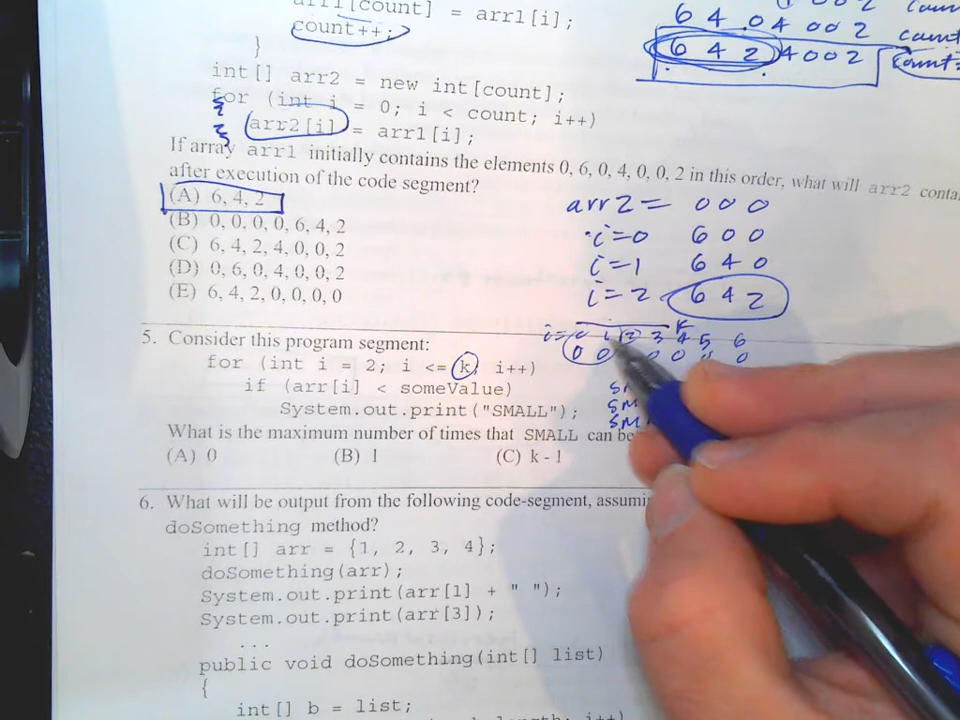 arr1[count] = arr1[i];
count++;
}
int[] arr2 = new int[count];
for (int i = 0; i < count; i++)
arr2[i] = arr1[i];
If array arr1 initially contains the elements 0, 6, 0, 4, 0, 0, 2 in this order, what will arr2
after execution of the code segment?
(A) 6, 4, 2
(B) 0, 0, 0, 0, 6, 4, 2
(C) 6, 4, 2, 4, 0, 0, 2
(D) 0, 6, 0, 4, 0, 0, 2
(E) 6, 4, 2, 0, 0, 0, 0
6 4 0 4 0 0 2
6 4 2 4 0 0 2
arr2 = 0 0 0
i=0 6 0 0
i=1 6 4 0
i=2 6 4 2
5. Consider this program segment:
for (int i = 2; i <= k; i++)
if (arr[i] < someValue)
System.out.print("SMALL");
What is the maximum number of times that SMALL can be
(A) 0 (B) 1 (C) k - 1
k
3 4 5 6
6. What will be output from the following code-segment,
doSomething method?
int[] arr = {1, 2, 3, 4};
doSomething(arr);
System.out.print(arr[1] + " ");
System.out.print(arr[3]);
...
public void doSomething(int[] list)
{
int[] b = list;